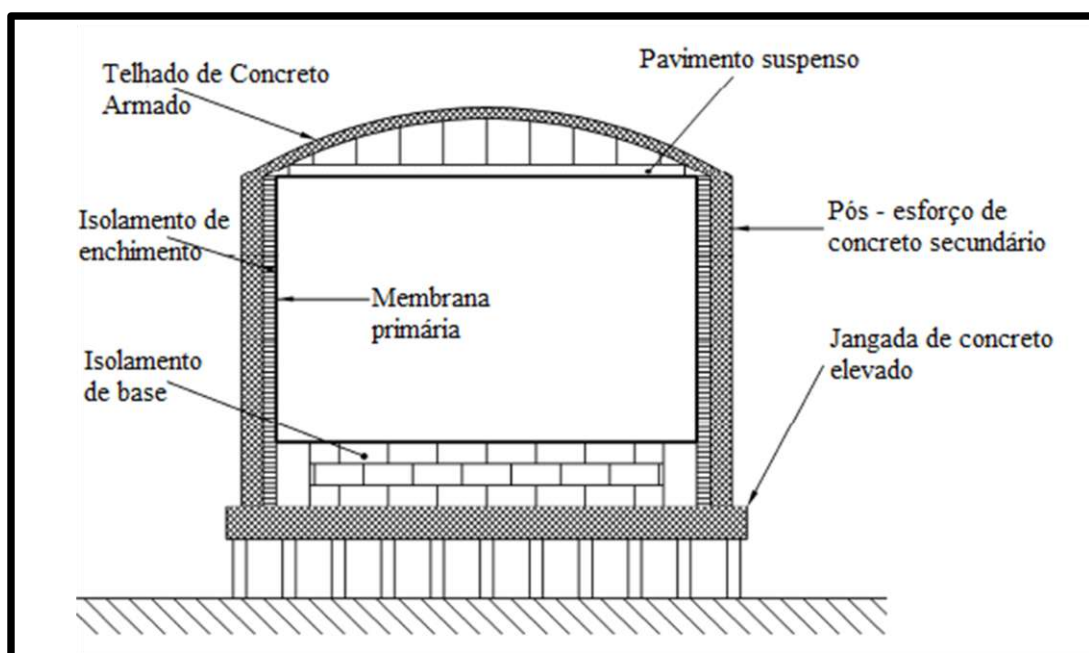 Telhado de Concreto
Armado
Pavimento suspenso
Isolamento de
enchimento
Pós - esforço de
concreto secundário
Membrana
primária
Isolamento
de base
Jangada de concreto
elevado